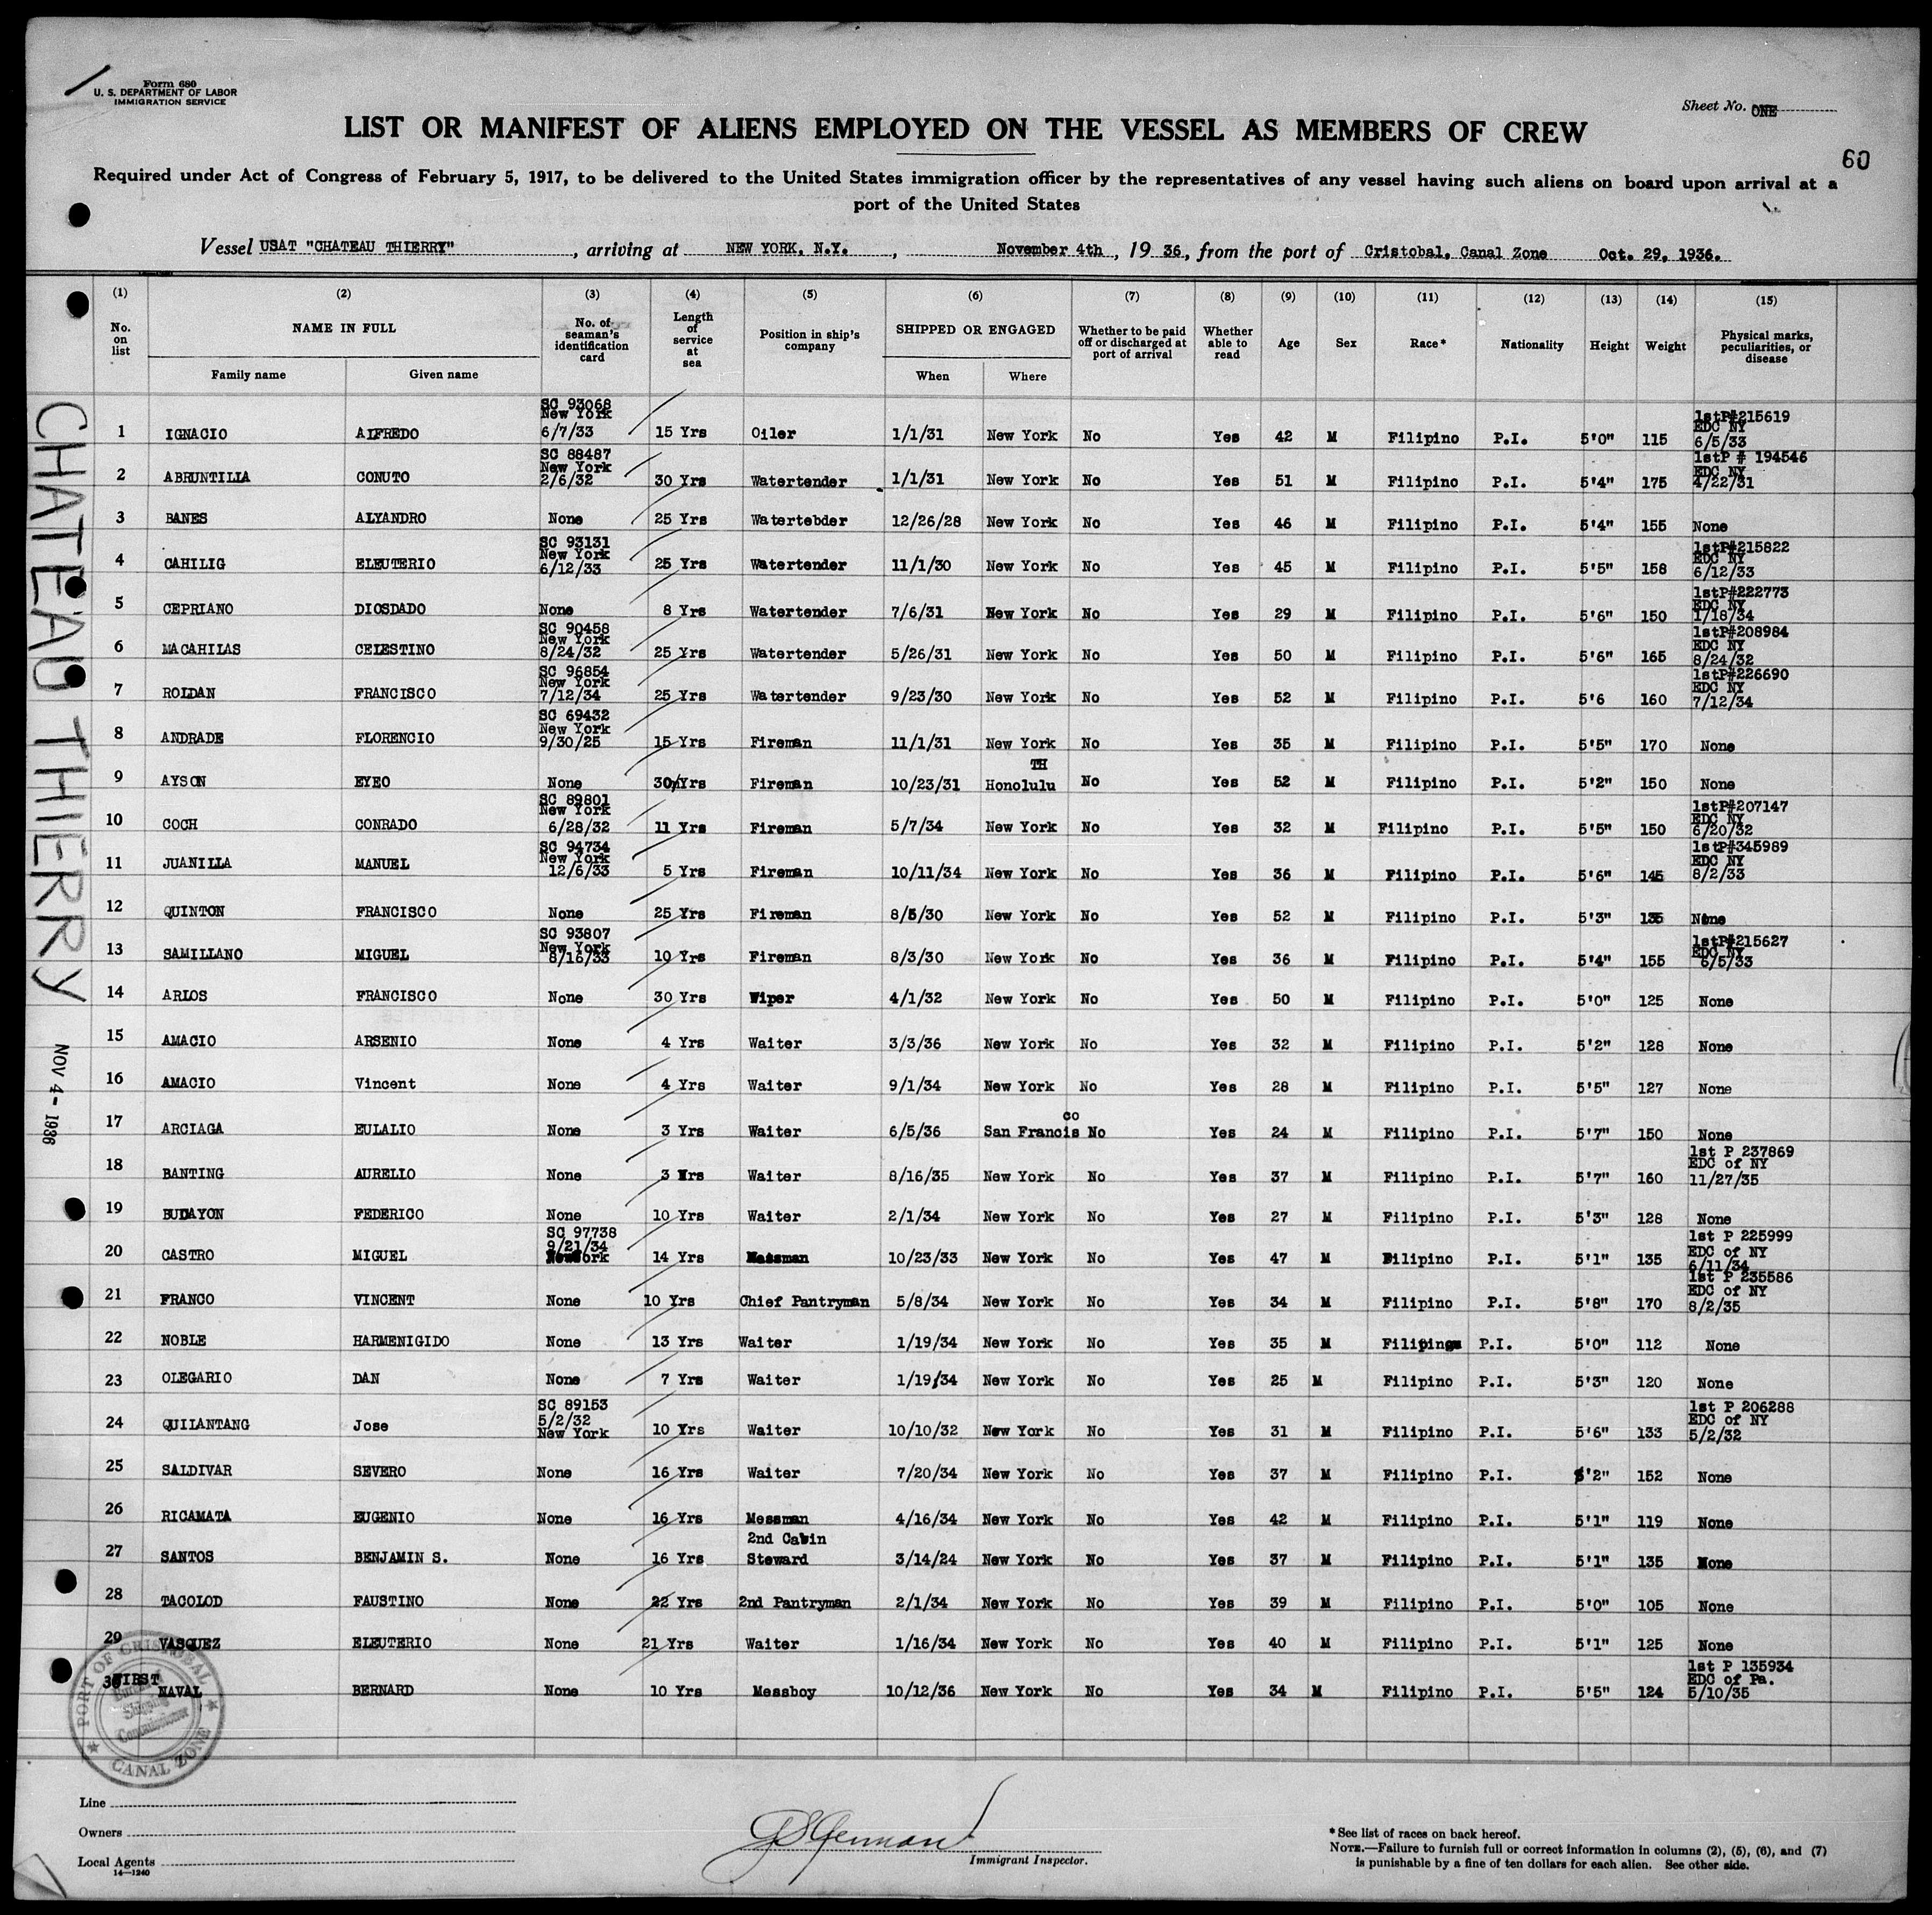 Form 680
U. S. DEPARTMENT OF LABOR
IMMIGRATION SERVICE
Sheet No. ONE
LIST OR MANIFEST OF ALIENS EMPLOYED ON THE VESSEL AS MEMBERS OF CREW
60
Required under Act of Congress of February 5, 1917, to be delivered to the United States immigration officer by the representatives of any vessel having such aliens on board upon arrival at a
port of the United States
Vessel USAT "CHATEAU THIERRY", arriving at NEW YORK, N.Y., November 4th, 1936, from the port of Cristobal, Canal Zone Oct. 29, 1936.
(1) (2) (3) (4) (5) (6) (7) (8) (9) (10) (11) (12) (13) (14) (15)
No. on list NAME IN FULL Family name Given name No. of seaman's identification card Length of service at sea Position in ship's company SHIPPED OR ENGAGED When Where Whether to be paid off or discharged at port of arrival Whether able to read Age Sex Race* Nationality Height Weight Physical marks, peculiarities, or disease
CHATEAU THIERRY
NOV 4- 1936
1 IGNACIO ALFREDO SC 93068 New York 6/7/33 15 Yrs Oiler 1/1/31 New York No Yes 42 M Filipino P.I. 5'0" 115 1stP#215619 EDC NY 6/5/33
2 ABRUNTILLA CONUTO SC 88487 New York 2/6/32 30 Yrs Watertender 1/1/31 New York No Yes 51 M Filipino P.I. 5'4" 175 1stP # 194546 EDC NY 4/22/31
3 BANES ALYANDRO None 25 Yrs Watertebder 12/26/28 New York No Yes 46 M Filipino P.I. 5'4" 155 None
4 CAHILIG ELEUTERIO SC 93131 New York 6/12/33 25 Yrs Watertender 11/1/30 New York No Yes 45 M Filipino P.I. 5'5" 158 1stP#215822 EDC NY 6/12/33
5 CEPRIANO DIOSDADO None 8 Yrs Watertender 7/6/31 New York No Yes 29 M Filipino P.I. 5'6" 150 1stP#222773 EDC NY 1/18/34
6 MACAHILAS CELESTINO SC 90458 New York 8/24/32 25 Yrs Watertender 5/26/31 New York No Yes 50 M Filipino P.I. 5'6" 165 1stP#208984 EDC NY 8/24/32
7 ROLDAN FRANCISCO SC 96854 New York 7/12/34 25 Yrs Watertender 9/23/30 New York No Yes 52 M Filipino P.I. 5'6 160 1stP#226690 EDC NY 7/12/34
8 ANDRADE FLORENCIO SC 69432 New York 9/30/25 15 Yrs Fireman 11/1/31 New York No Yes 35 M Filipino P.I. 5'5" 170 None
9 AYSON EYEO None 30 Yrs Fireman 10/23/31 Honolulu TH No Yes 52 M Filipino P.I. 5'2" 150 None
10 COCH CONRADO SC 89801 New York 6/28/32 11 Yrs Fireman 5/7/34 New York No Yes 32 M Filipino P.I. 5'5" 150 1stP#207147 EDC NY 6/20/32
11 JUANILLA MANUEL SC 94734 New York 12/6/33 5 Yrs Fireman 10/11/34 New York No Yes 36 M Filipino P.I. 5'6" 145 1stP#345989 EDC NY 8/2/33
12 QUINTON FRANCISCO None 25 Yrs Fireman 8/5/30 New York No Yes 52 M Filipino P.I. 5'3" 135 None
13 SAMILLANO MIGUEL SC 93807 New York 8/16/33 10 Yrs Fireman 8/3/30 New York No Yes 36 M Filipino P.I. 5'4" 155 1stP#215627 EDC NY 6/5/33
14 ARLOS FRANCISCO None 30 Yrs Wiper 4/1/32 New York No Yes 50 M Filipino P.I. 5'0" 125 None
15 AMACIO ARSENIO None 4 Yrs Waiter 3/3/36 New York No Yes 32 M Filipino P.I. 5'2" 128 None
16 AMACIO Vincent None 4 Yrs Waiter 9/1/34 New York No Yes 28 M Filipino P.I. 5'5" 127 None
17 ARCIAGA EULALIO None 3 Yrs Waiter 6/5/36 San Francisco No Yes 24 M Filipino P.I. 5'7" 150 None
18 BANTING AURELIO None 3 Yrs Waiter 8/16/35 New York No Yes 37 M Filipino P.I. 5'7" 160 1st P 237869 EDC of NY 11/27/35
19 BUDAYON FEDERICO None 10 Yrs Waiter 2/1/34 New York No Yes 27 M Filipino P.I. 5'3" 128 None
20 CASTRO MIGUEL SC 97738 9/21/34 New York 14 Yrs Messman 10/23/33 New York No Yes 47 M Filipino P.I. 5'1" 135 1st P 225999 EDC of NY 6/11/34
21 FRANCO VINCENT None 10 Yrs Chief Pantryman 5/8/34 New York No Yes 34 M Filipino P.I. 5'8" 170 1st P 235586 EDC of NY 8/2/35
22 NOBLE HARMENIGIDO None 13 Yrs Waiter 1/19/34 New York No Yes 35 M Filipino P.I. 5'0" 112 None
23 OLEGARIO DAN None 7 Yrs Waiter 1/19/34 New York No Yes 25 M Filipino P.I. 5'3" 120 None
24 QUILANTANG Jose SC 89153 5/2/32 New York 10 Yrs Waiter 10/10/32 New York No Yes 31 M Filipino P.I. 5'6" 133 1st P 206288 EDC of NY 5/2/32
25 SALDIVAR SEVERO None 16 Yrs Waiter 7/20/34 New York No Yes 37 M Filipino P.I. 5'2" 152 None
26 RICAMATA EUGENIO None 16 Yrs Messman 4/16/34 New York No Yes 42 M Filipino P.I. 5'1" 119 None
27 SANTOS BENJAMIN S. None 16 Yrs 2nd Cabin Steward 3/14/24 New York No Yes 37 M Filipino P.I. 5'1" 135 None
28 TACOLOD FAUSTINO None 22 Yrs 2nd Pantryman 2/1/34 New York No Yes 39 M Filipino P.I. 5'0" 105 None
29 VASQUEZ ELEUTERIO None 21 Yrs Waiter 1/16/34 New York No Yes 40 M Filipino P.I. 5'1" 125 None
30 FIRST NAVAL BERNARD None 10 Yrs Messboy 10/12/36 New York No Yes 34 M Filipino P.I. 5'5" 124 1st P 135934 EDC of Pa. 5/10/35
PORT OF CRISTOBAL
Shipping
Commissioner
CANAL ZONE
Line
Owners
Local Agents
14—1240
Immigrant Inspector.
*See list of races on back hereof.
NOTE.—Failure to furnish full or correct information in columns (2), (5), (6), and (7)
is punishable by a fine of ten dollars for each alien. See other side.